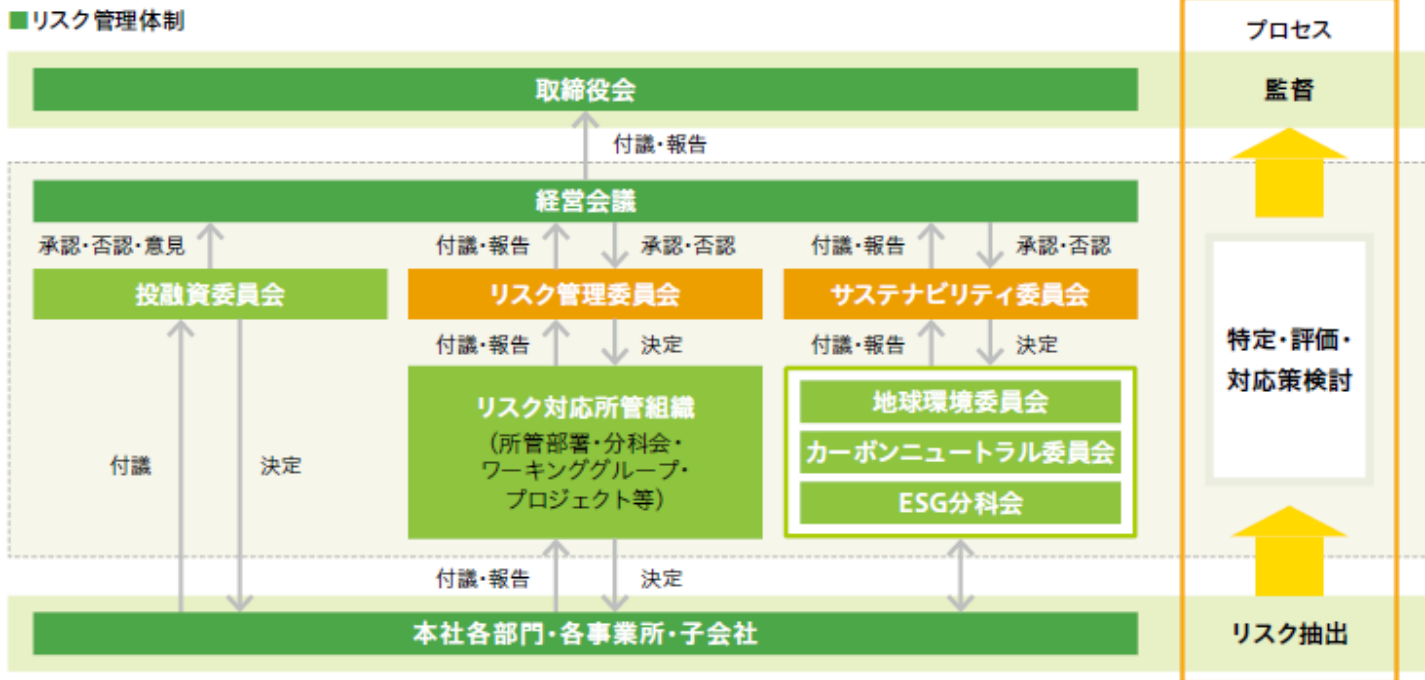 ■リスク管理体制
プロセス
取締役会
監督
付議・報告
経営会議
承認・否認・意見
付議・報告
承認・否認
付議・報告
承認・否認
投融資委員会
リスク管理委員会
サステナビリティ委員会
付議・報告
決定
付議・報告
決定
特定・評価・
対応策検討
リスク対応所管組織
(所管部署・分科会・
ワーキンググループ・
プロジェクト等)
地球環境委員会
カーボンニュートラル委員会
ESG分科会
付議
決定
付議・報告
決定
本社各部門・各事業所・子会社
リスク抽出